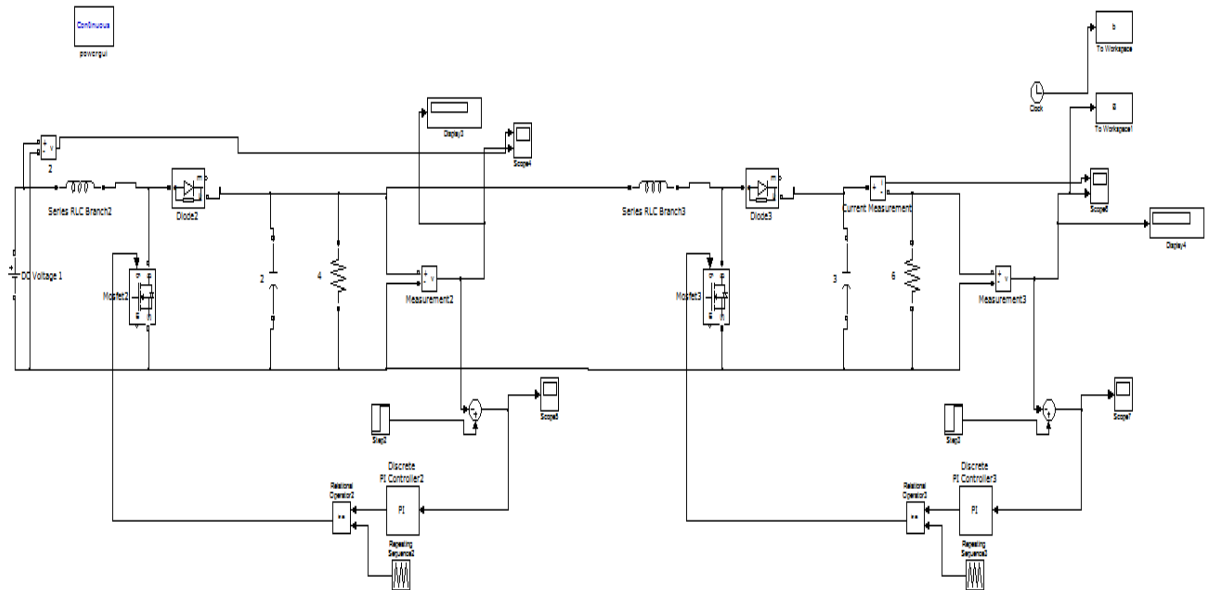 Continuous
powergui
b
To Workspace
Clock
a
To Workspace1
Display3
Scope4
v
2
Series RLC Branch2
m
Diode2
Series RLC Branch3
m
Diode3
Current Measurement
Scope6
Display4
DC Voltage 1
Mosfet2
2
4
v
Measurement2
Mosfet3
3
6
v
Measurement3
Step2
Scope5
Step3
Scope7
Discrete
PI Controller2
PI
Relational
Operator2
Repeating
Sequence2
Discrete
PI Controller3
PI
Relational
Operator3
Repeating
Sequence3